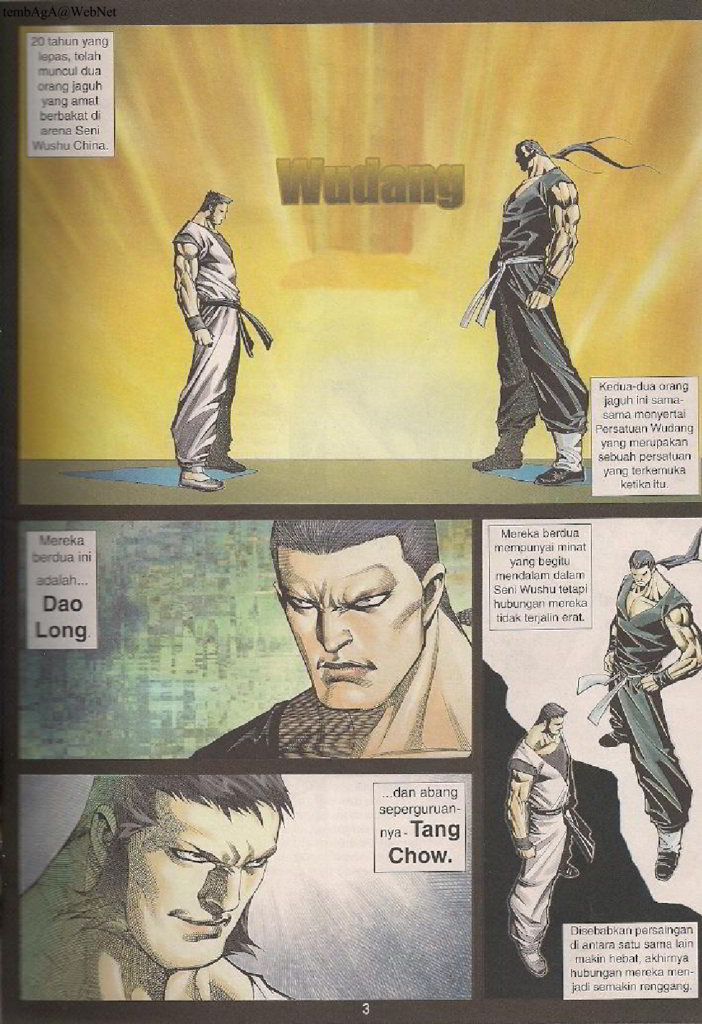 tembAgA@WebNet
20 tahun yang
lepas, telah
muncul dua
orang jaguh
yang amat
berbakat di
arena Seni
Wushu China.
Wudang
Kedua-dua orang
jaguh ini sama-
sama menyertai
Persatuan Wudang
yang merupakan
sebuah persatuan
yang terkemuka
ketika itu.
Mereka
berdua ini
adalah...
Dao
Long.
...dan abang
seperguruan-
nya - Tang
Chow.
Mereka berdua
mempunyai minat
yang begitu
mendalam dalam
Seni Wushu tetapi
hubungan mereka
tidak terjalin erat.
Disebabkan persaingan
di antara satu sama lain
makin hebat, akhirnya
hubungan mereka men-
jadi semakin renggang.
3